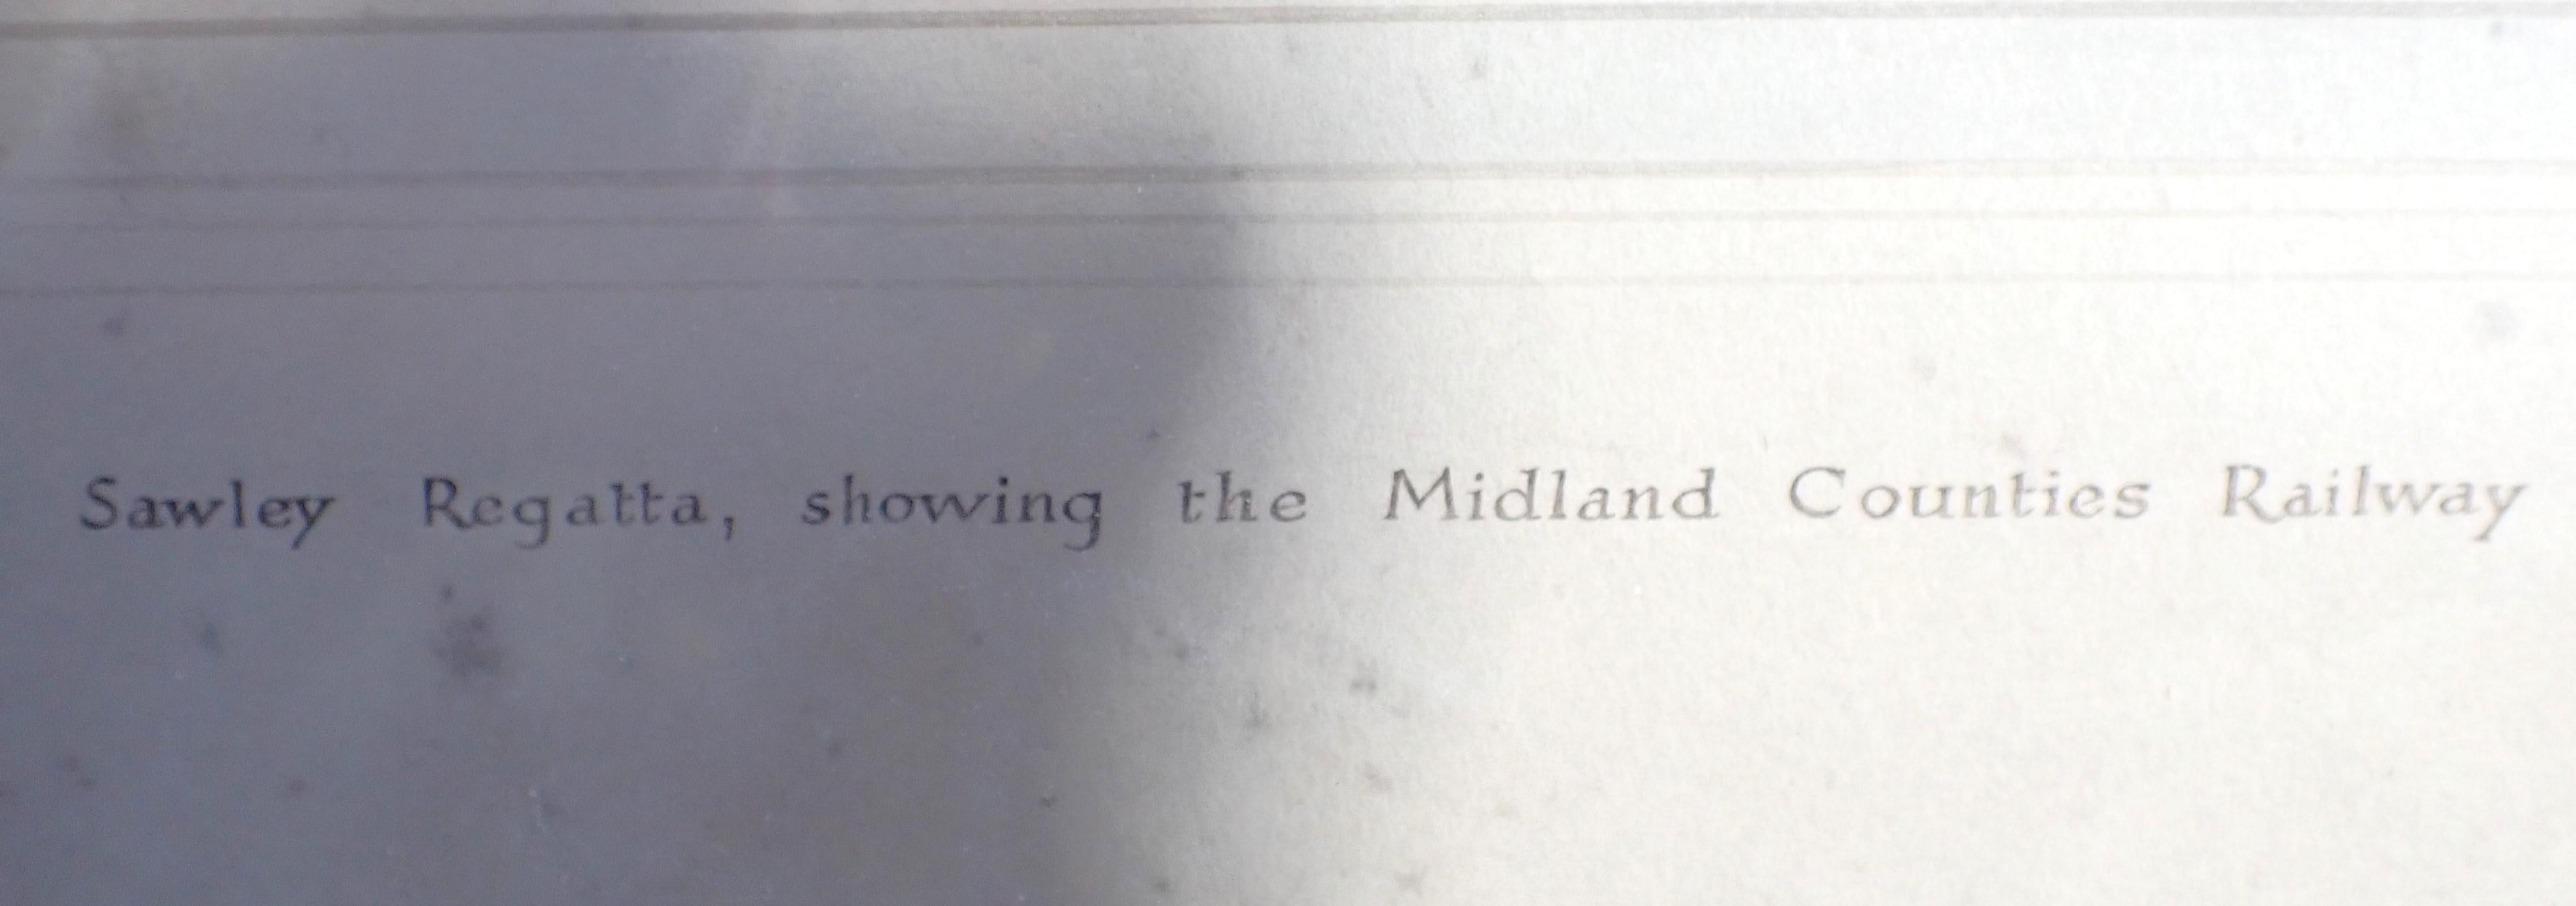 Sawley Regatta, showing the Midland Counties Railway